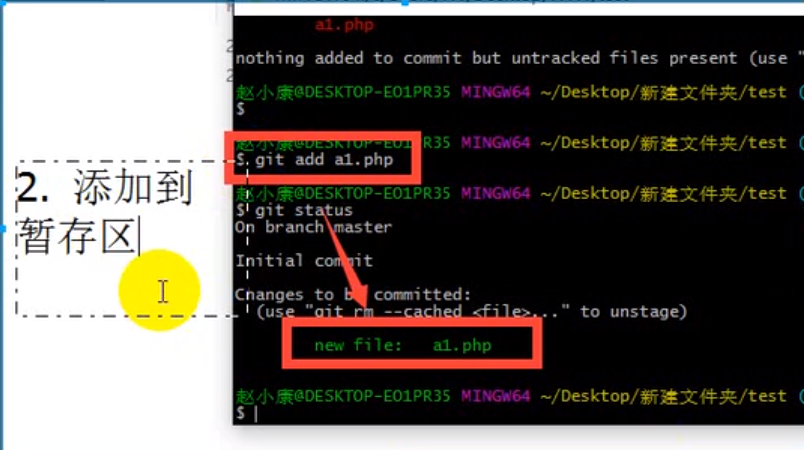 a1.php
nothing added to commit but untracked files present (use "
赵小康@DESKTOP-EO1PR35 MINGW64 ~/Desktop/新建文件夹/test (
$
赵小康@DESKTOP-EO1PR35 MINGW64 ~/Desktop/新建文件夹/test (
$ git add a1.php
2. 添加到
暂存区
赵小康@DESKTOP-EO1PR35 MINGW64 ~/Desktop/新建文件夹/test (
$ git status
On branch master
Initial commit
Changes to be committed:
(use "git rm --cached <file>..." to unstage)
new file: a1.php
赵小康@DESKTOP-EO1PR35 MINGW64 ~/Desktop/新建文件夹/test (
$